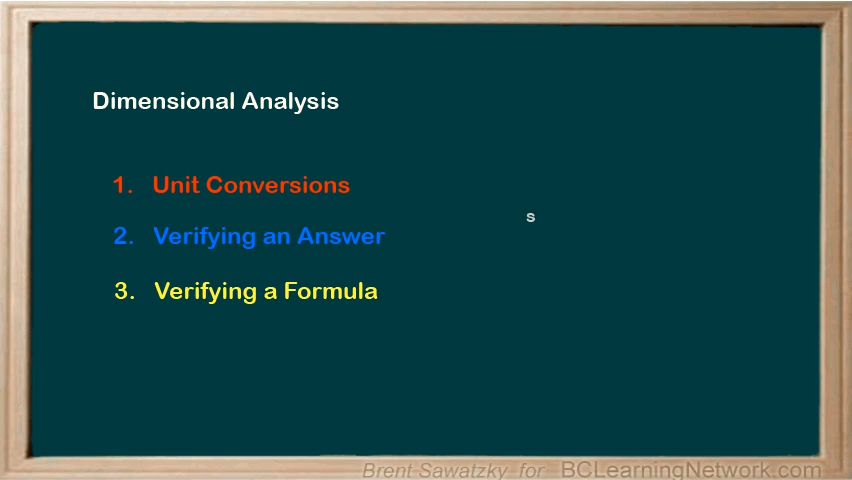 Dimensional Analysis
1. Unit Conversions
s
2. Verifying an Answer
3. Verifying a Formula
Brent Sawatzky for BCLearningNetwork.com